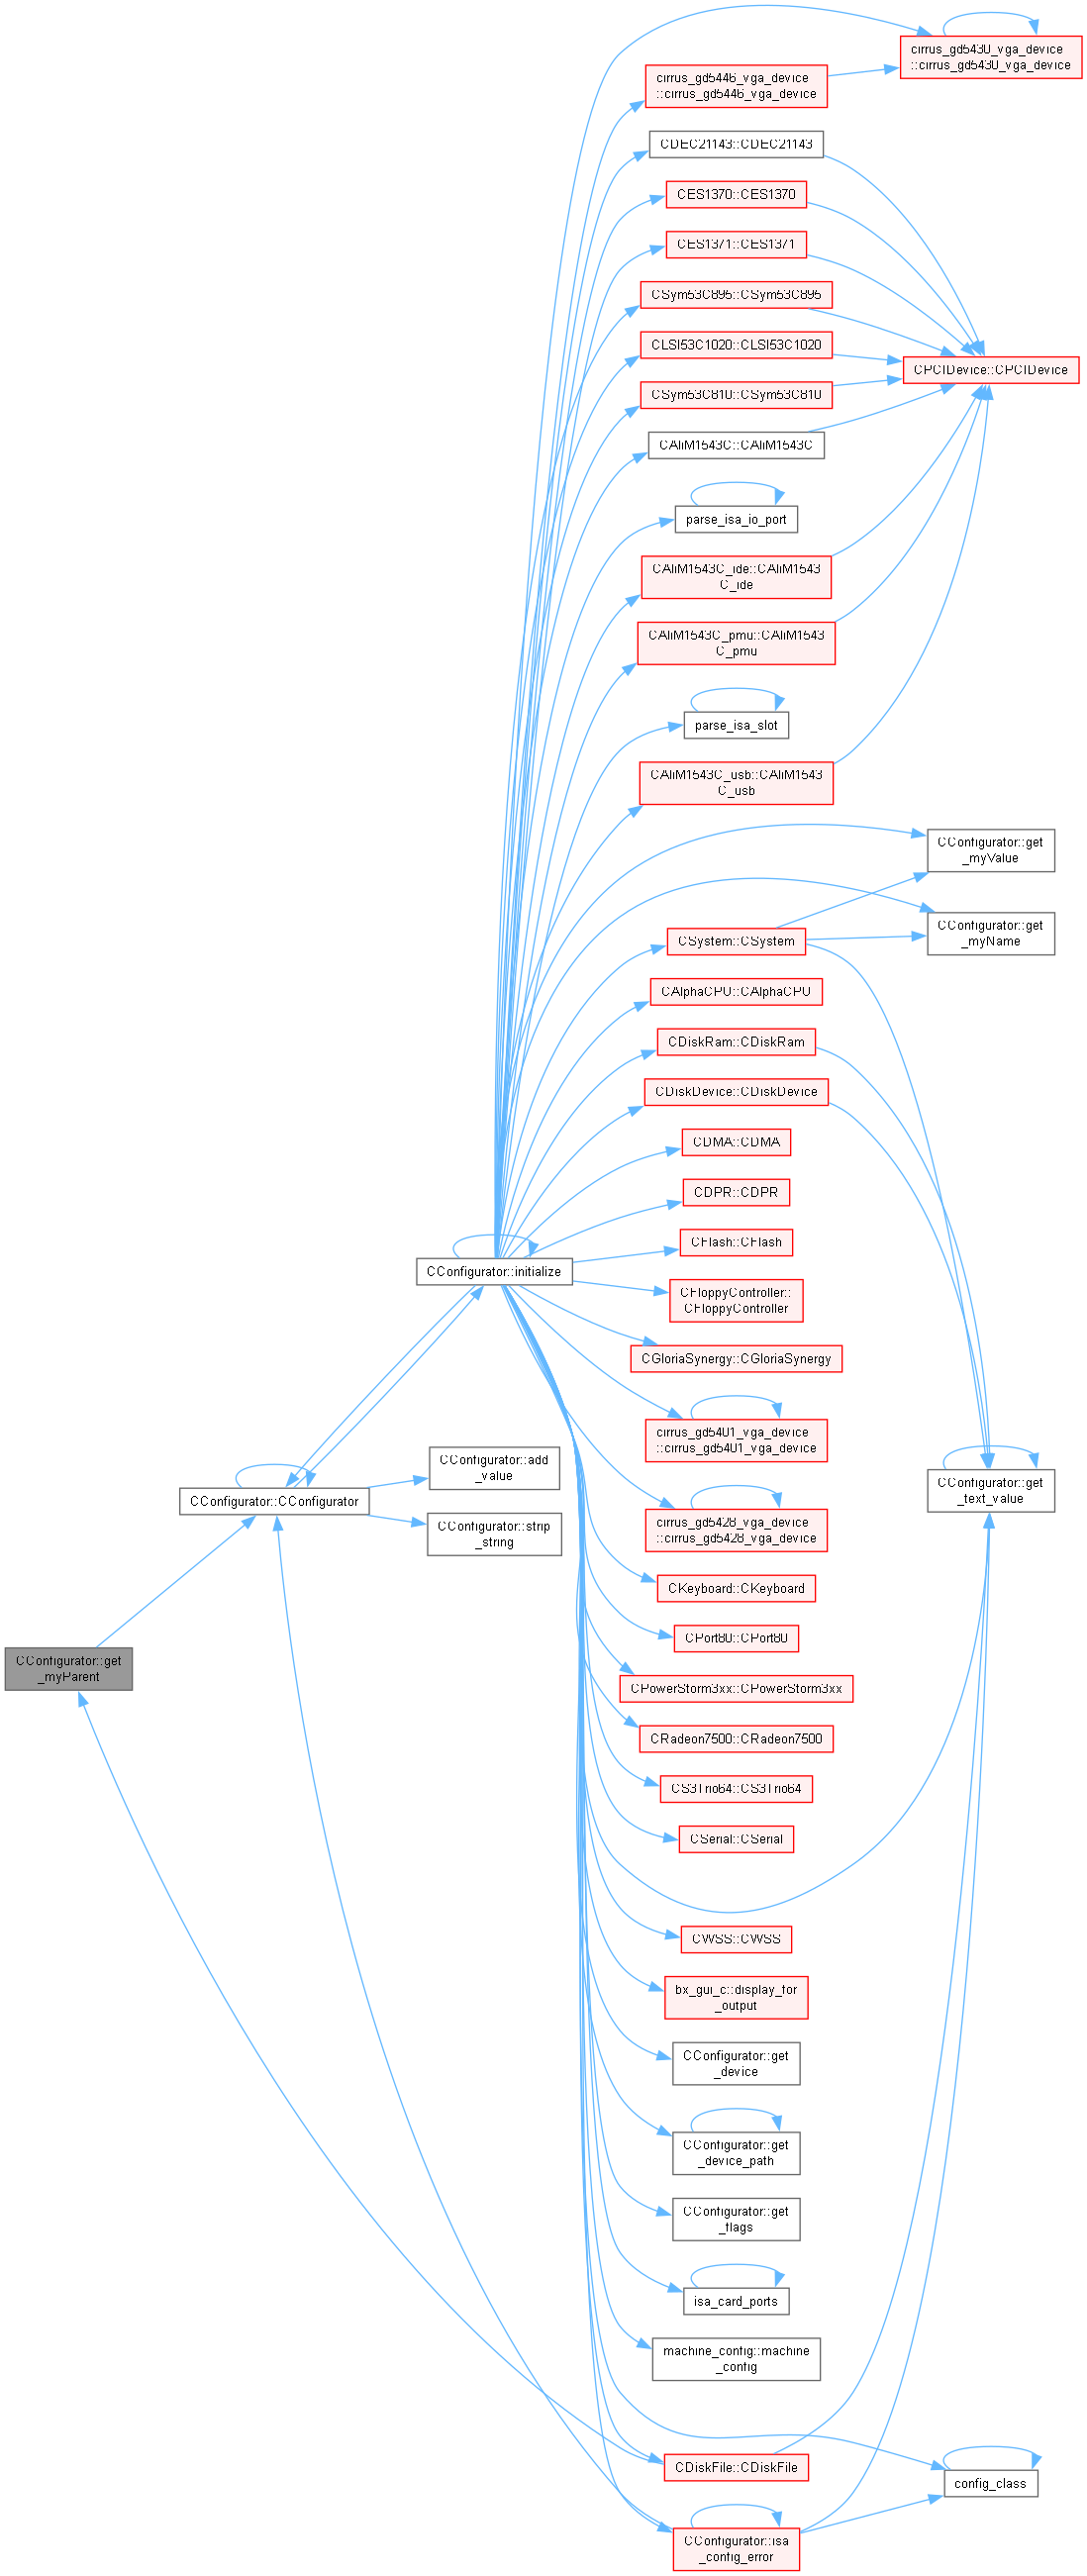 cirrus_gd5430_vga_device
::cirrus_gd5430_vga_device
cirrus_gd5446_vga_device
::cirrus_gd5446_vga_device
CDEC21143::CDEC21143
CES1370::CES1370
CES1371::CES1371
CSym53C895::CSym53C895
CLSI53C1020::CLSI53C1020
CPCIDevice::CPCIDevice
CSym53C810::CSym53C810
CAliM1543C::CAliM1543C
parse_isa_io_port
CAliM1543C_ide::CAliM1543
C_ide
CAliM1543C_pmu::CAliM1543
C_pmu
parse_isa_slot
CAliM1543C_usb::CAliM1543
C_usb
CConfigurator::get
_myValue
CConfigurator::get
_myName
CSystem::CSystem
CAlphaCPU::CAlphaCPU
CDiskRam::CDiskRam
CDiskDevice::CDiskDevice
CDMA::CDMA
CDPR::CDPR
CFlash::CFlash
CConfigurator::initialize
CFloppyController::
CFloppyController
CGloriaSynergy::CGloriaSynergy
cirrus_gd5401_vga_device
::cirrus_gd5401_vga_device
CConfigurator::add
_value
CConfigurator::get
_text_value
CConfigurator::CConfigurator
CConfigurator::strip
_string
cirrus_gd5428_vga_device
::cirrus_gd5428_vga_device
CKeyboard::CKeyboard
CPort80::CPort80
CConfigurator::get
_myParent
CPowerStorm3xx::CPowerStorm3xx
CRadeon7500::CRadeon7500
CS3Trio64::CS3Trio64
CSerial::CSerial
CWSS::CWSS
bx_gui_c::display_for
_output
CConfigurator::get
_device
CConfigurator::get
_device_path
CConfigurator::get
_flags
isa_card_ports
machine_config::machine
_config
CDiskFile::CDiskFile
config_class
CConfigurator::isa
_config_error